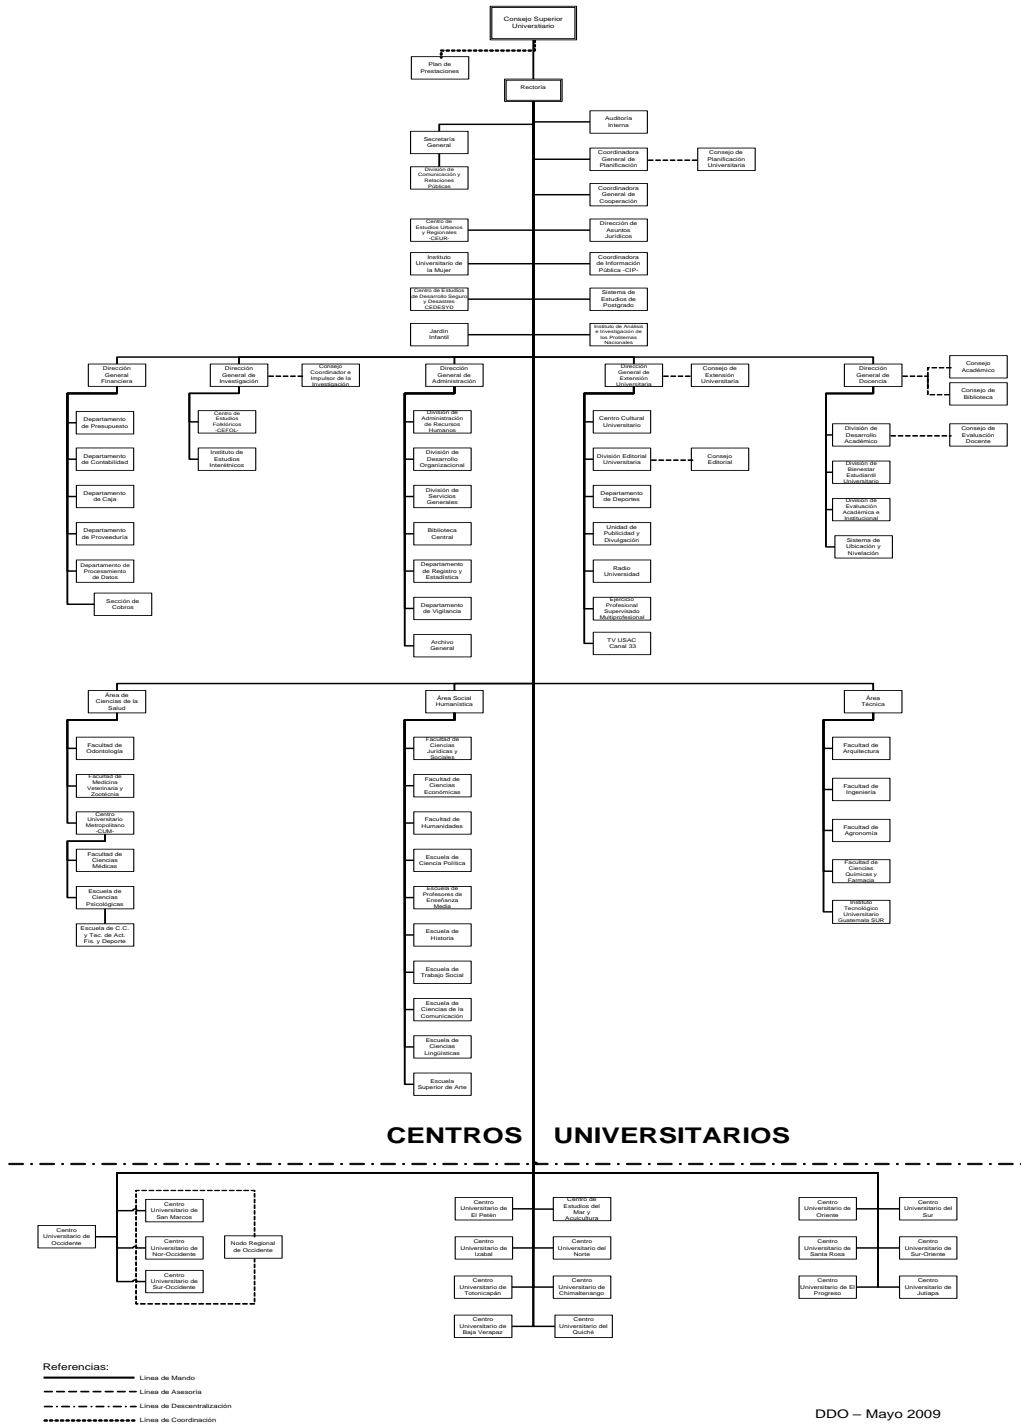 Consejo Superior
Universtiario
Plan de
Prestaciones
Rectoría
Auditoría
Interna
Secretaría
General
Coordinadora
General de
Planificación
Consejo de
Planificación
Universitaria
División de
Comunicación y
Relaciones
Públicas
Coordinadora
General de
Cooperación
Centro de
Estudios Urbanos
y Regionales
-CEUR-
Dirección de
Asuntos
Jurídicos
Instituto
Universitario de
la Mujer
Coordinadora
de Información
Pública -CIP-
Centro de Estudios
de Desarrollo Seguro
y Desastres
CEDESYD
Sistema de
Estudios de
Postgrado
Jardín
Infantil
Instituto de Análisis
e Investigación de
los Problemas
Nacionales
Dirección
General
Financiera
Dirección
General de
Investigación
Consejo
Coordinador e
Impulsor de la
Investigación
Dirección
General de
Administración
Dirección
General de
Extensión
Universitaria
Consejo de
Extensión
Universitaria
Dirección
General de
Docencia
Consejo
Académico
Consejo de
Biblioteca
Departamento
de Presupuesto
Departamento
de Contabilidad
Departamento
de Caja
Departamento
de Proveeduría
Departamento de
Procesamiento
de Datos
Sección de
Cobros
Centro de
Estudios
Folklóricos
-CEFOL-
Instituto de
Estudios
Interétnicos
División de
Administración
de Recursos
Humanos
División de
Desarrollo
Organizacional
División de
Servicios
Generales
Biblioteca
Central
Departamento
de Registro y
Estadística
Departamento
de Vigilancia
Archivo
General
Centro Cultural
Universitario
División Editorial
Universitaria
Consejo
Editorial
Departamento
de Deportes
Unidad de
Publicidad y
Divulgación
Radio
Universidad
Ejercicio
Profesional
Supervisado
Multiprofesional
TV USAC
Canal 33
División de
Desarrollo
Académico
Consejo de
Evaluación
Docente
División de
Bienestar
Estudiantil
Universitario
División de
Evaluación
Académica e
Institucional
Sistema de
Ubicación y
Nivelación
Área de
Ciencias de la
Salud
Área Social
Humanística
Área
Técnica
Facultad de
Odontología
Facultad de
Medicina
Veterinaria y
Zootécnia
Centro
Universitario
Metropolitano
-CUM-
Facultad de
Ciencias
Médicas
Escuela de
Ciencias
Psicológicas
Escuela de C.C.
y Tec. de Act.
Fis. y Deporte
Facultad de
Ciencias
Jurídicas y
Sociales
Facultad de
Ciencias
Económicas
Facultad de
Humanidades
Escuela de
Ciencia Política
Escuela de
Profesores de
Enseñanza
Media
Escuela de
Historia
Escuela de
Trabajo Social
Escuela de
Ciencias de la
Comunicación
Escuela de
Ciencias
Lingüísticas
Escuela
Superior de Arte
Facultad de
Arquitectura
Facultad de
Ingeniería
Facultad de
Agronomía
Facultad de
Ciencias
Químicas y
Farmacia
Instituto
Tecnológico
Universitario
Guatemala SUR
CENTROS UNIVERSITARIOS
Centro
Universitario de
Occidente
Centro
Universitario de
San Marcos
Centro
Universitario de
Nor-Occidente
Centro
Universitario de
Sur-Occidente
Nodo Regional
de Occidente
Centro
Universitario de
El Petén
Centro de
Estudios del
Mar y
Acuicultura
Centro
Universitario de
Izabal
Centro
Universitario del
Norte
Centro
Universitario de
Totonicapán
Centro
Universitario de
Chimaltenango
Centro
Universitario de
Baja Verapaz
Centro
Universitario del
Quiché
Centro
Universitario de
Oriente
Centro
Universitario del
Sur
Centro
Universitario de
Santa Rosa
Centro
Universitario de
Sur-Oriente
Centro
Universitario de El
Progreso
Centro
Universitario de
Jutiapa
Referencias:
Línea de Mando
Línea de Asesoría
Línea de Descentralización
Línea de Coordinación
DDO – Mayo 2009